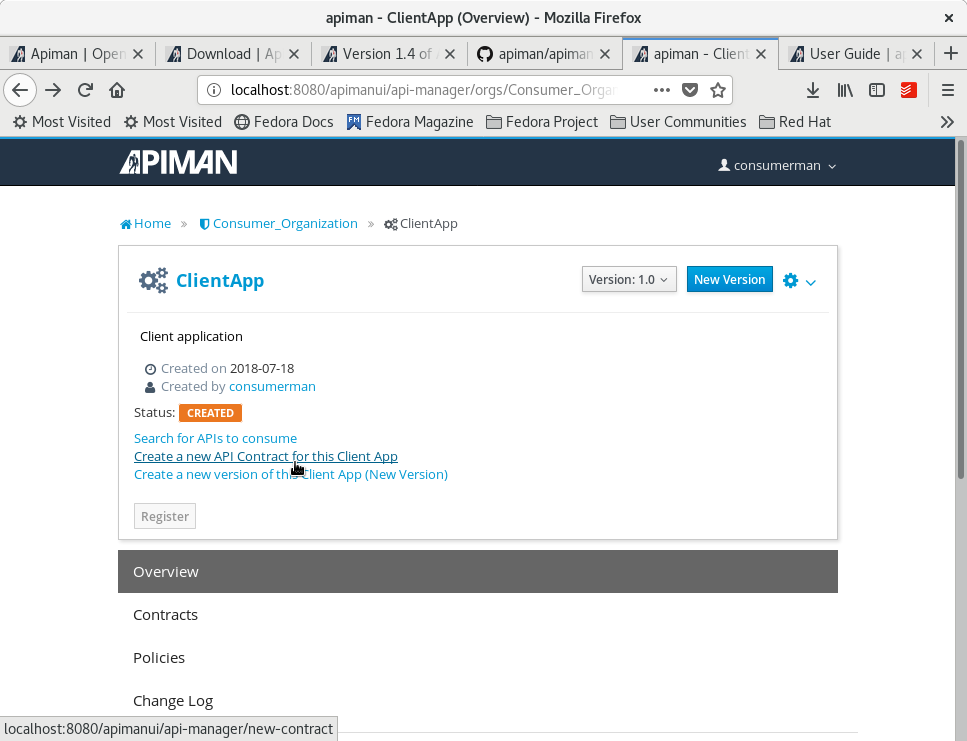 apiman - ClientApp (Overview) - Mozilla Firefox
Apiman | Open
Download | Ap
Version 1.4 of
apiman/apiman
apiman - Client
User Guide | a
localhost:8080/apimanui/api-manager/orgs/Consumer_Orga
Most Visited
Most Visited
Fedora Docs
Fedora Magazine
Fedora Project
User Communities
Red Hat
APIMAN
consumerman
Home » Consumer_Organization » ClientApp
ClientApp
Version: 1.0
New Version
Client application
Created on 2018-07-18
Created by consumerman
Status: CREATED
Search for APIs to consume
Create a new API Contract for this Client App
Create a new version of this Client App (New Version)
Register
Overview
Contracts
Policies
Change Log
localhost:8080/apimanui/api-manager/new-contract